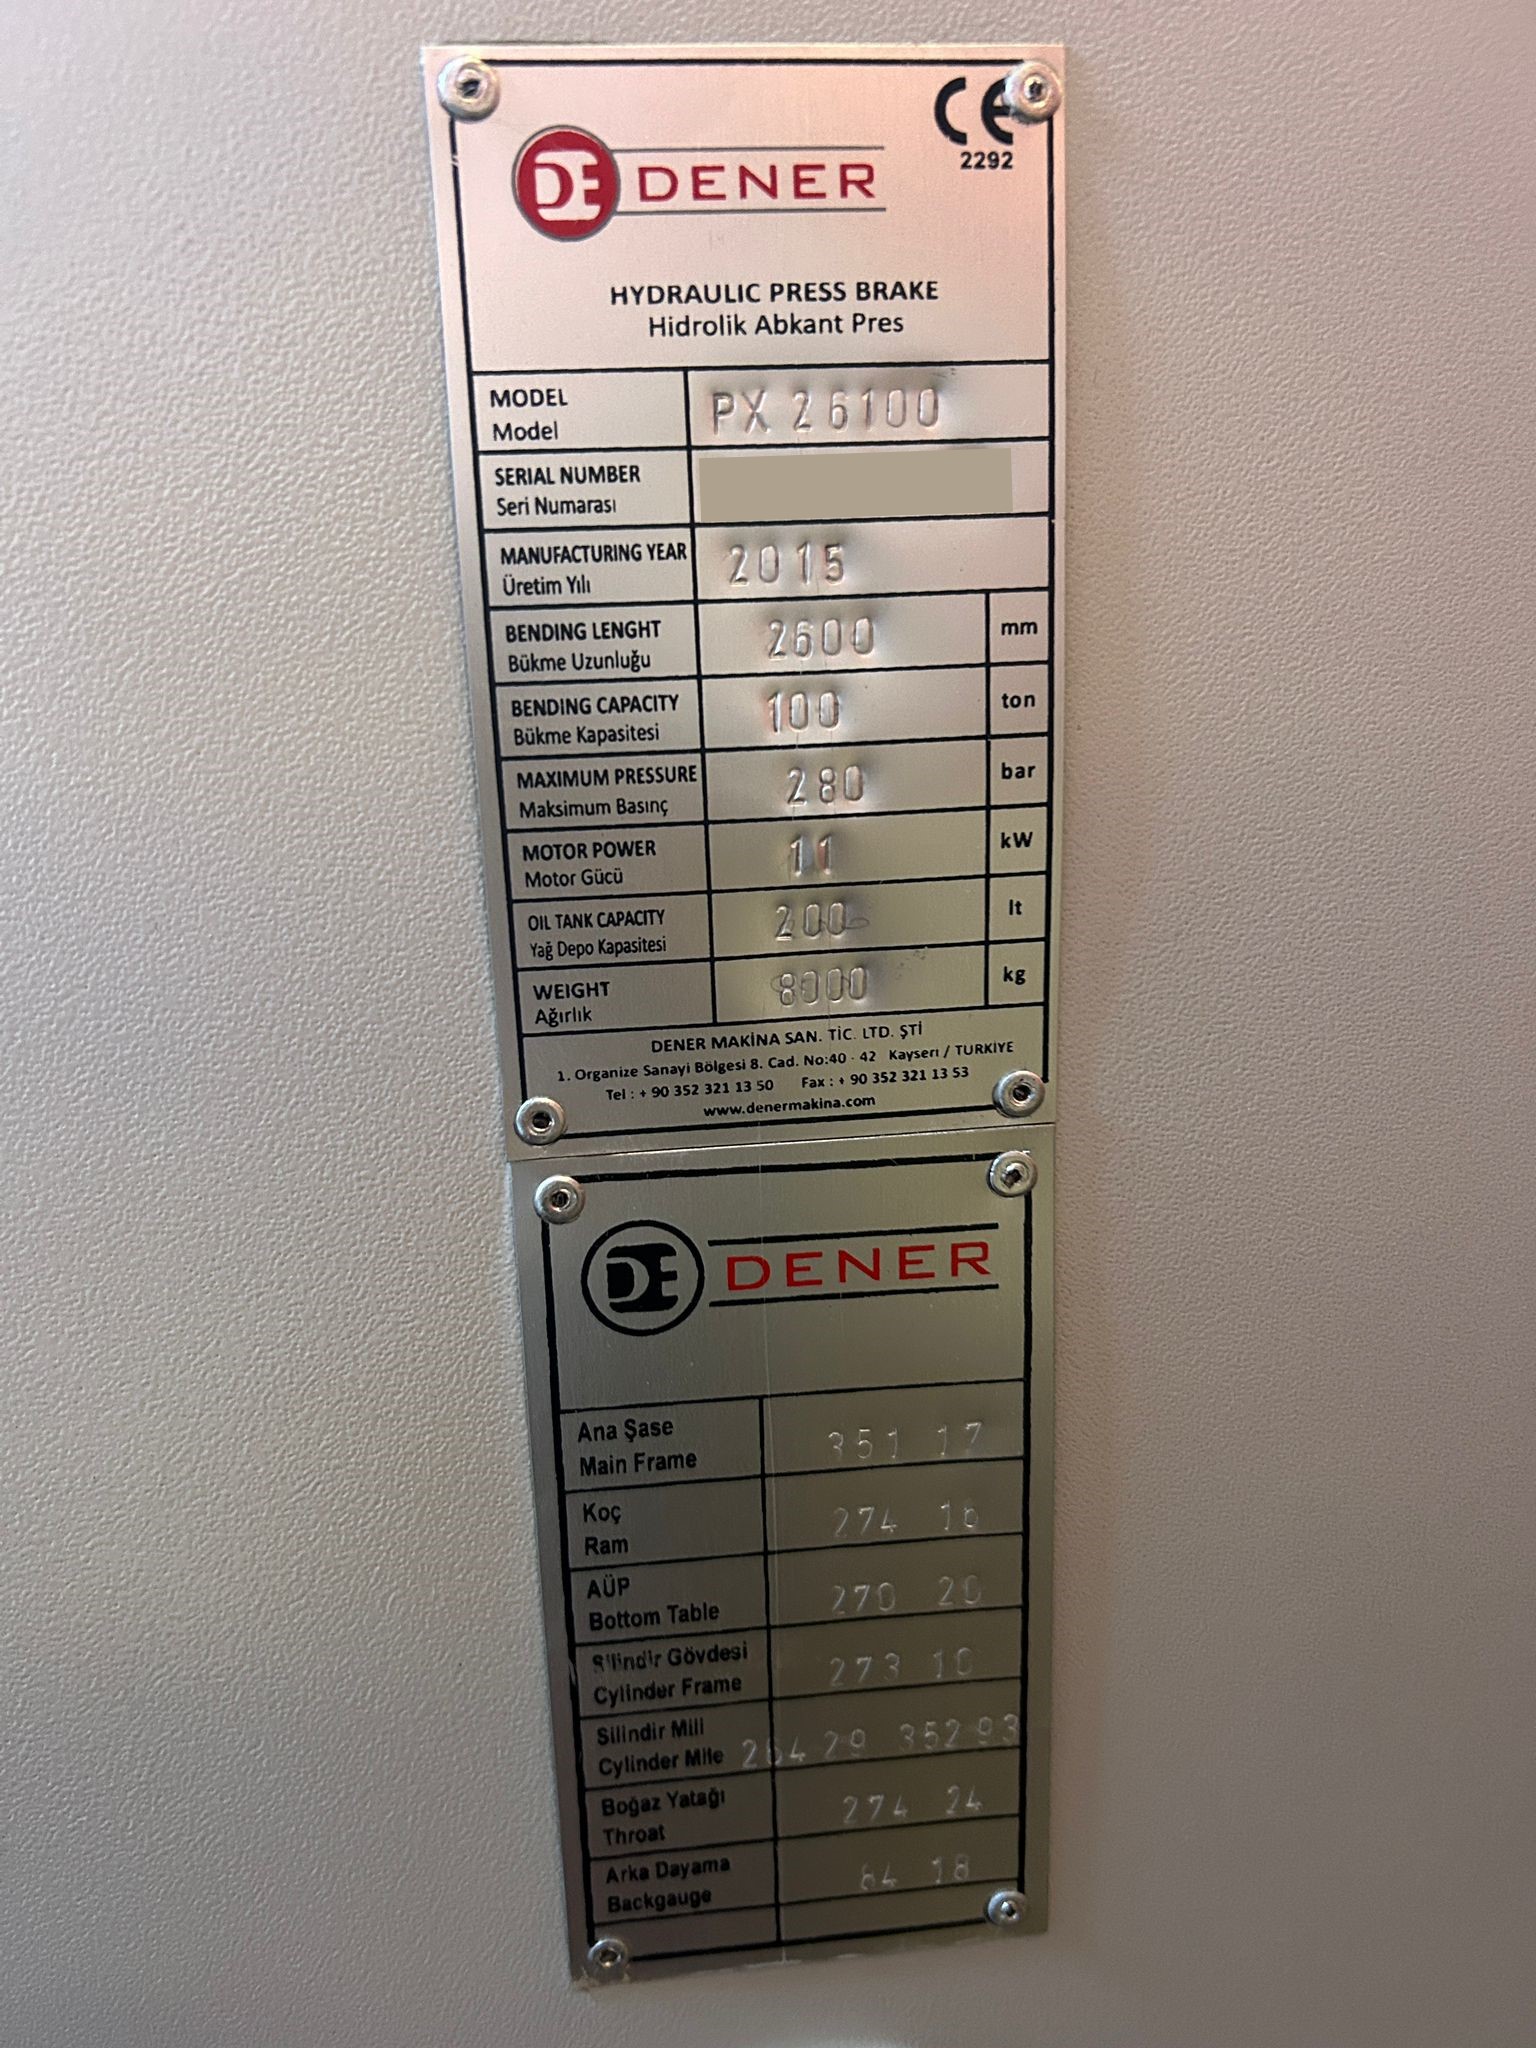 CE
2292
DE DENER
HYDRAULIC PRESS BRAKE
Hidrolik Abkant Pres
MODEL
Model
PX 26100
SERIAL NUMBER
Seri Numarası
MANUFACTURING YEAR
Üretim Yılı
2015
BENDING LENGHT
Bükme Uzunluğu
2600 mm
BENDING CAPACITY
Bükme Kapasitesi
100 ton
MAXIMUM PRESSURE
Maksimum Basınç
280 bar
MOTOR POWER
Motor Gücü
11 kW
OIL TANK CAPACITY
Yağ Depo Kapasitesi
200 lt
WEIGHT
Ağırlık
8000 kg
DENER MAKİNA SAN. TİC. LTD. ŞTİ
1. Organize Sanayi Bölgesi 8. Cad. No:40 - 42 Kayseri / TURKIYE
Tel : + 90 352 321 13 50 Fax : + 90 352 321 13 53
www.denermakina.com
DE DENER
Ana Şase
Main Frame
351 17
Koç
Ram
274 16
AÜP
Bottom Table
270 20
Silindir Gövdesi
Cylinder Frame
273 10
Silindir Mili
Cylinder Mile
264 29 352 93
Boğaz Yatağı
Throat
274 24
Arka Dayama
Backgauge
64 18